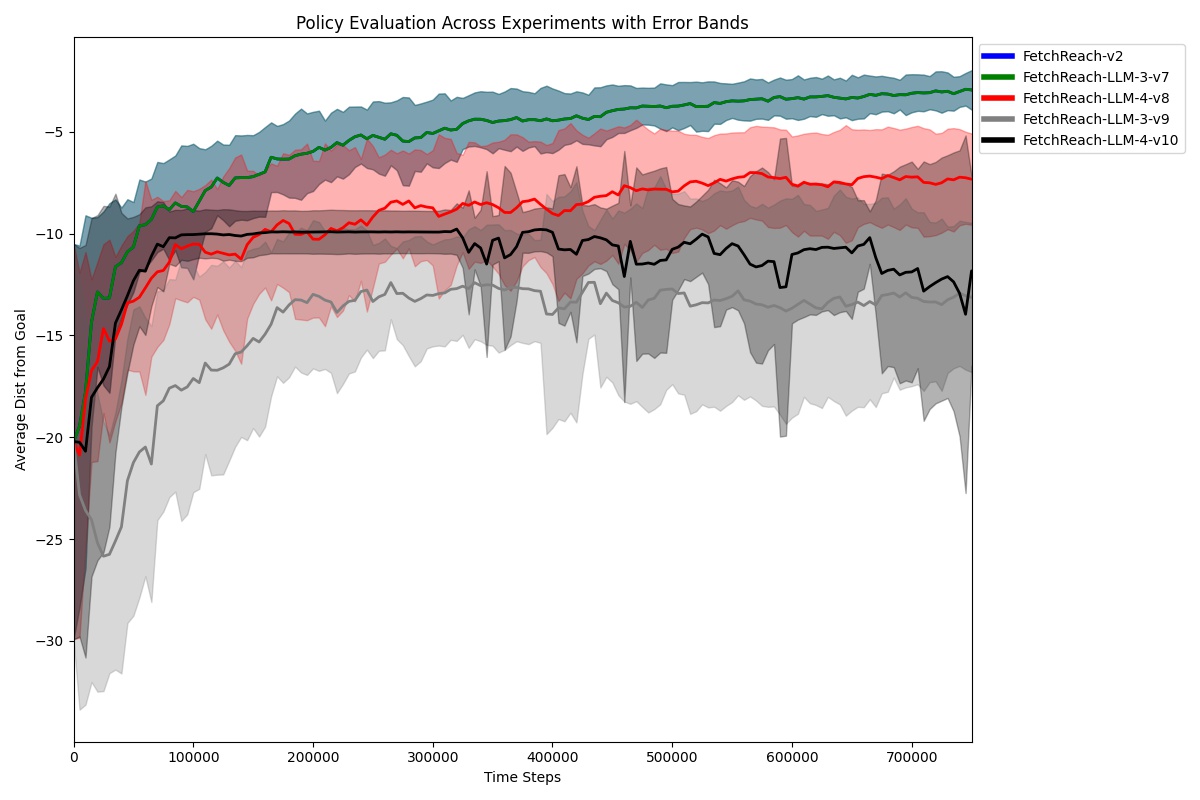 Policy Evaluation Across Experiments with Error Bands
FetchReach-v2
FetchReach-LLM-3-v7
FetchReach-LLM-4-v8
FetchReach-LLM-3-v9
FetchReach-LLM-4-v10
Average Dist from Goal
−5
−10
−15
−20
−25
−30
0 100000 200000 300000 400000 500000 600000 700000
Time Steps